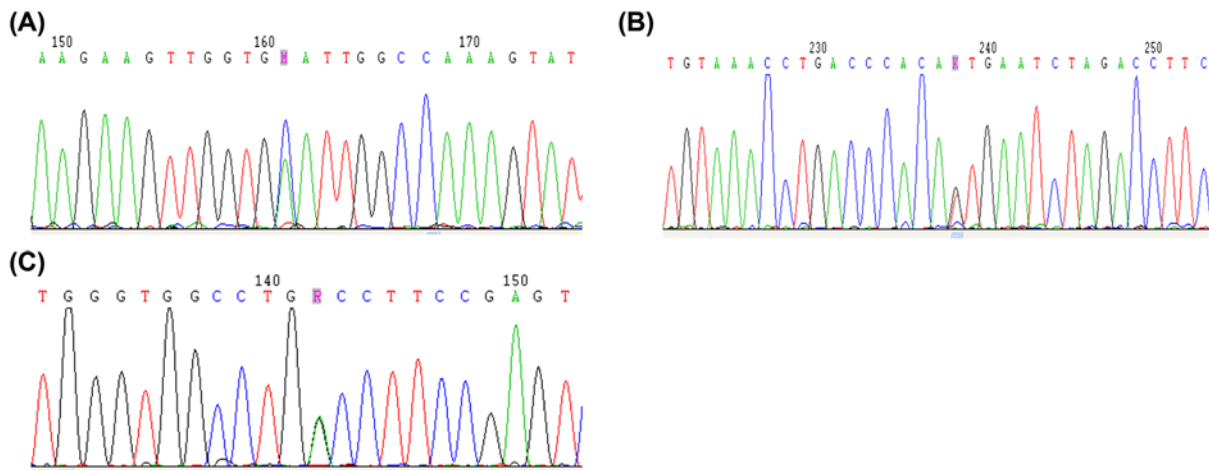 (A)
150 160 170
A A G A A G T T G G T G M A T T G G C C A A A G T A T
(B)
230 240 250
T G T A A A C C T G A C C C A C A K T G A A T C T A G A C C T T C
(C)
140 150
T G G G T G G C C T G R C C T T C C G A G T